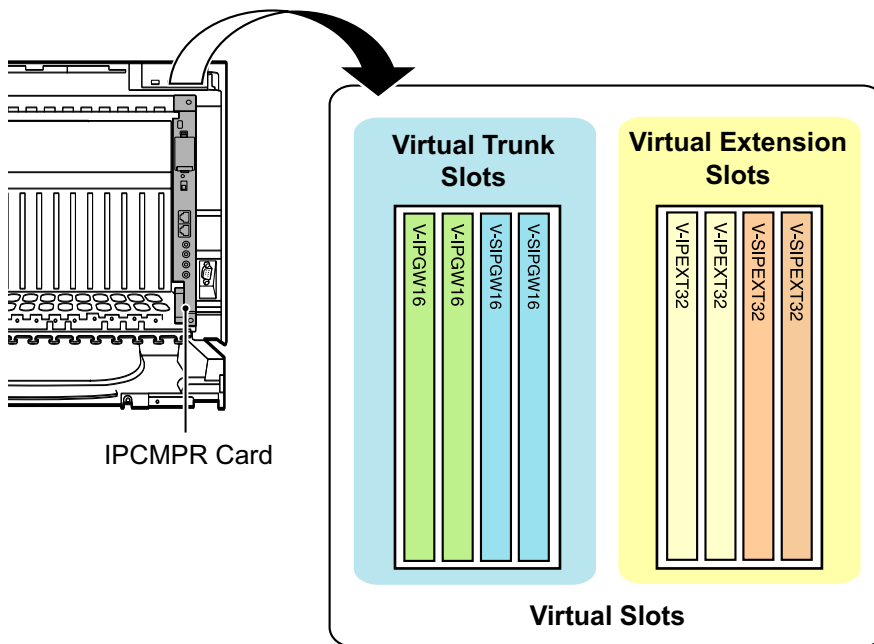 Virtual Trunk
Slots
Virtual Extension
Slots
V-IPGW16
V-IPGW16
V-SIPGW16
V-SIPGW16
V-IPEXT32
V-IPEXT32
V-SIPEXT32
V-SIPEXT32
IPCMPR Card
Virtual Slots